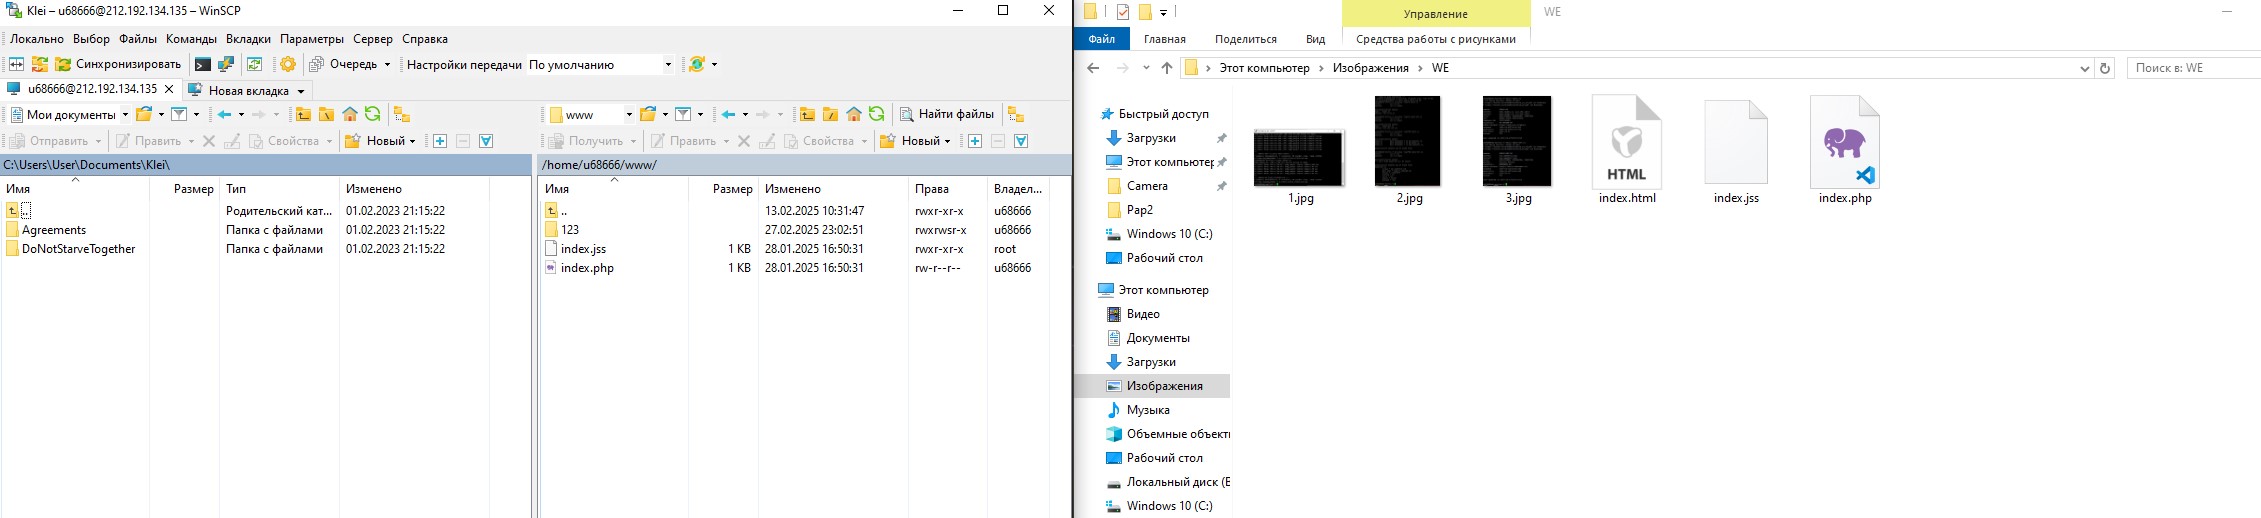 Klei – u68666@212.192.134.135 – WinSCP
Локально Выбор Файлы Команды Вкладки Параметры Сервер Справка
Синхронизировать Очередь Настройки передачи По умолчанию
u68666@212.192.134.135 Новая вкладка
Мои документы
Отправить Править Свойства Новый
C:\Users\User\Documents\Klei\
Имя Размер Тип Изменено
.. Родительский кат... 01.02.2023 21:15:22
Agreements Папка с файлами 01.02.2023 21:15:22
DoNotStarveTogether Папка с файлами 01.02.2023 21:15:22
www Найти файлы
Получить Править Свойства Новый
/home/u68666/www/
Имя Размер Изменено Права Владел...
.. 13.02.2025 10:31:47 rwxr-xr-x u68666
123 27.02.2025 23:02:51 rwxrwsr-x u68666
index.jss 1 KB 28.01.2025 16:50:31 rwxr-xr-x root
index.php 1 KB 28.01.2025 16:50:31 rw-r--r-- u68666
Управление WE
Файл Главная Поделиться Вид Средства работы с рисунками
Этот компьютер Изображения WE Поиск в: WE
Быстрый доступ
Загрузки
Этот компьютер
Camera
Pap2
Windows 10 (C:)
Рабочий стол
Этот компьютер
Видео
Документы
Загрузки
Изображения
Музыка
Объемные объект
Рабочий стол
Локальный диск (E
Windows 10 (C:)
HTML
1.jpg 2.jpg 3.jpg index.html index.jss index.php